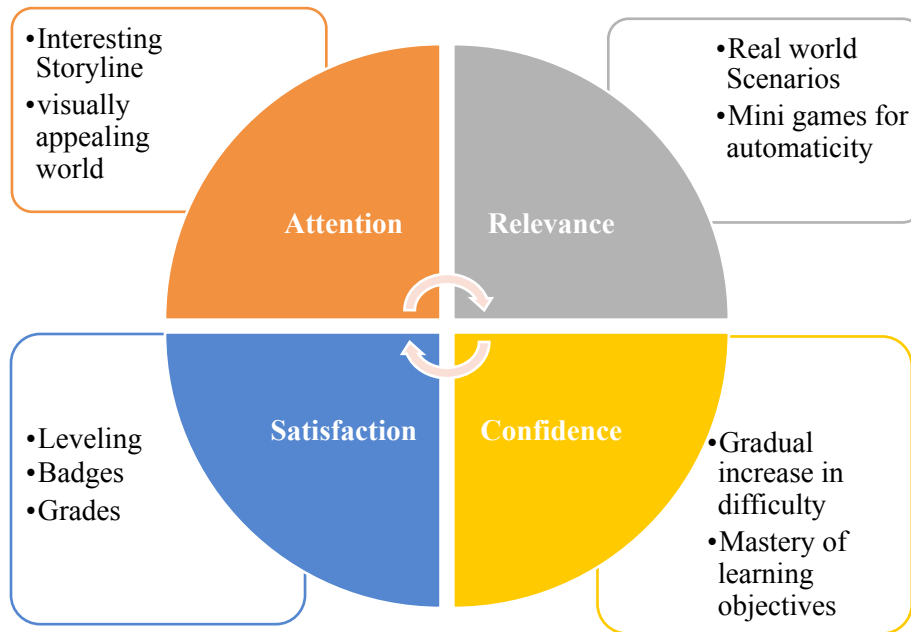 •Interesting
Storyline
•visually
appealing
world
•Real world
Scenarios
•Mini games for
automaticity
Attention
Relevance
Satisfaction
Confidence
•Leveling
•Badges
•Grades
•Gradual
increase in
difficulty
•Mastery of
learning
objectives